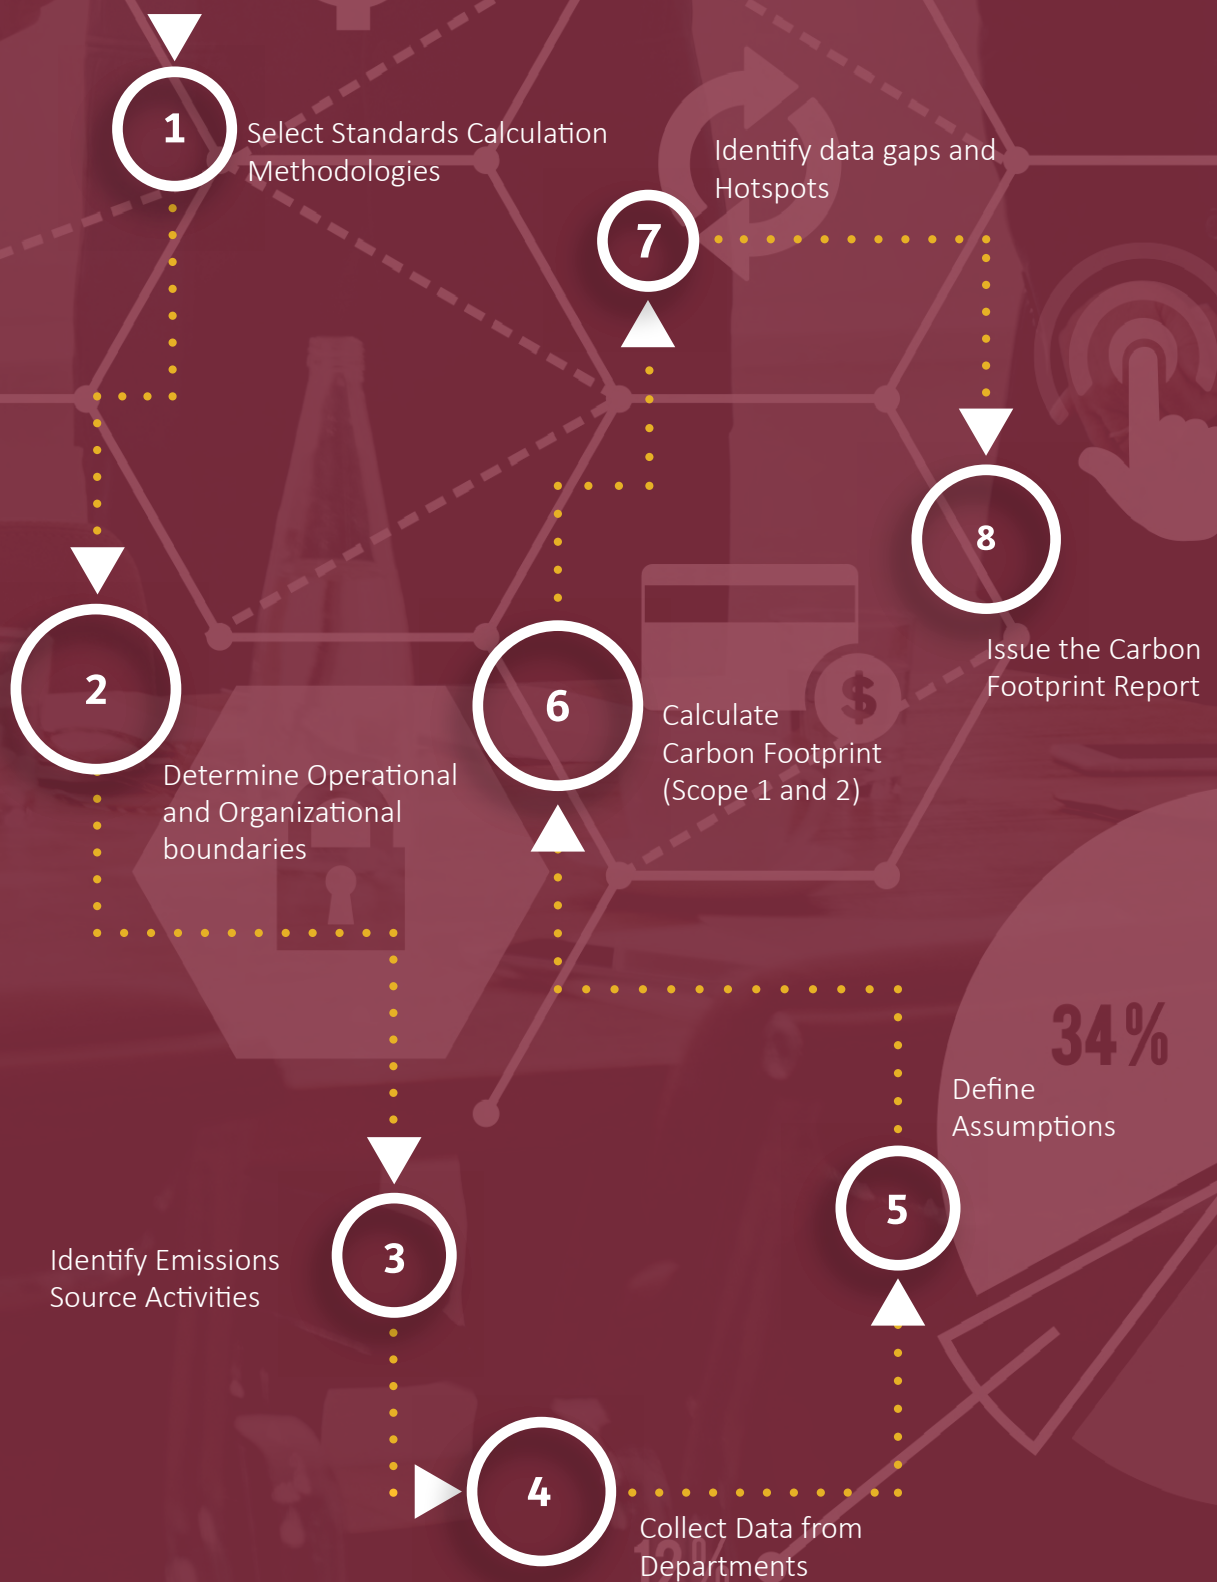 1
Select Standards Calculation
Methodologies
2
Determine Operational
and Organizational
boundaries
3
Identify Emissions
Source Activities
4
Collect Data from
Departments
5
Define
Assumptions
6
Calculate
Carbon Footprint
(Scope 1 and 2)
7
Identify data gaps and
Hotspots
8
Issue the Carbon
Footprint Report
$
34%